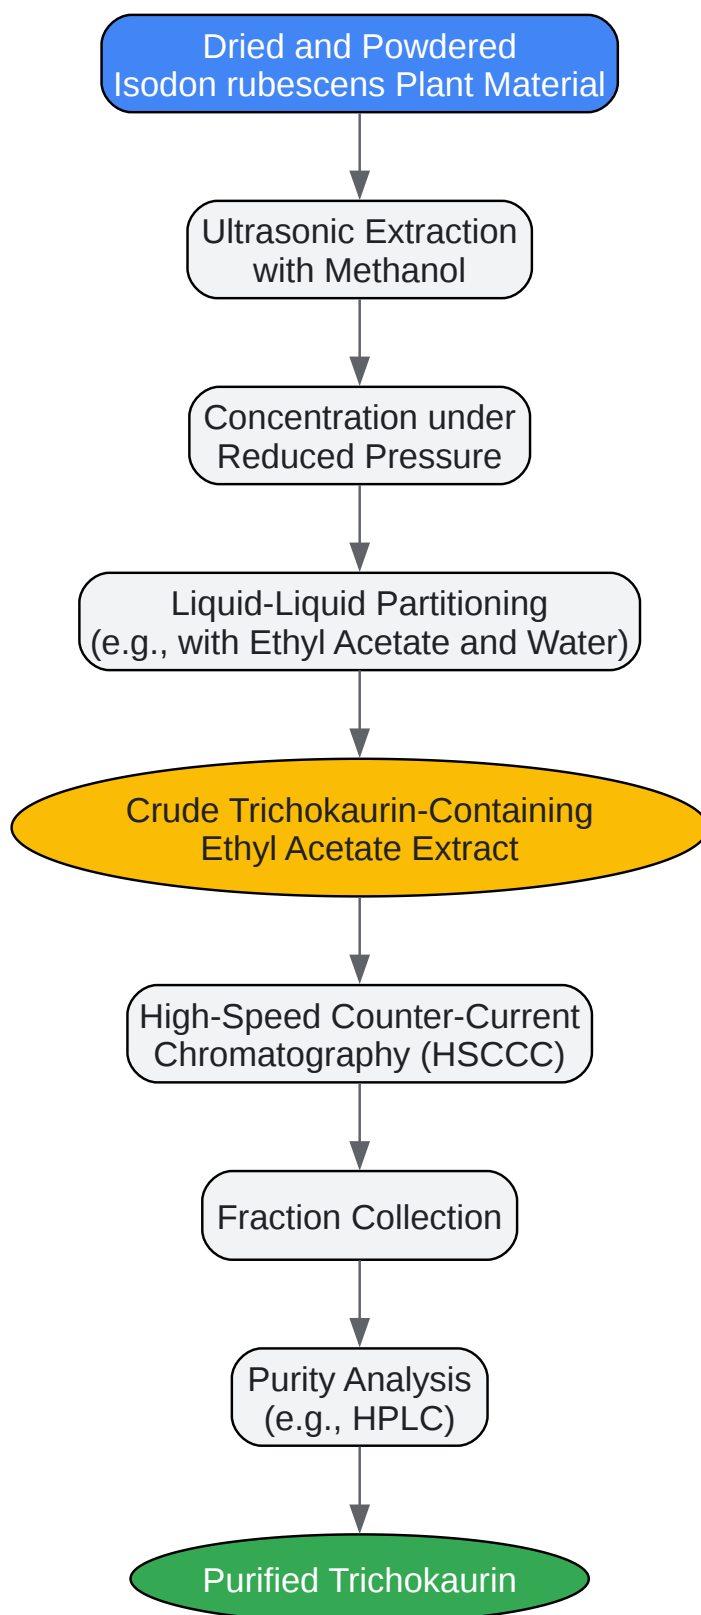 Dried and Powdered
Isodon rubescens Plant Material
Ultrasonic Extraction
with Methanol
Concentration under
Reduced Pressure
Liquid-Liquid Partitioning
(e.g., with Ethyl Acetate and Water)
Crude Trichokaurin-Containing
Ethyl Acetate Extract
High-Speed Counter-Current
Chromatography (HSCCC)
Fraction Collection
Purity Analysis
(e.g., HPLC)
Purified Trichokaurin